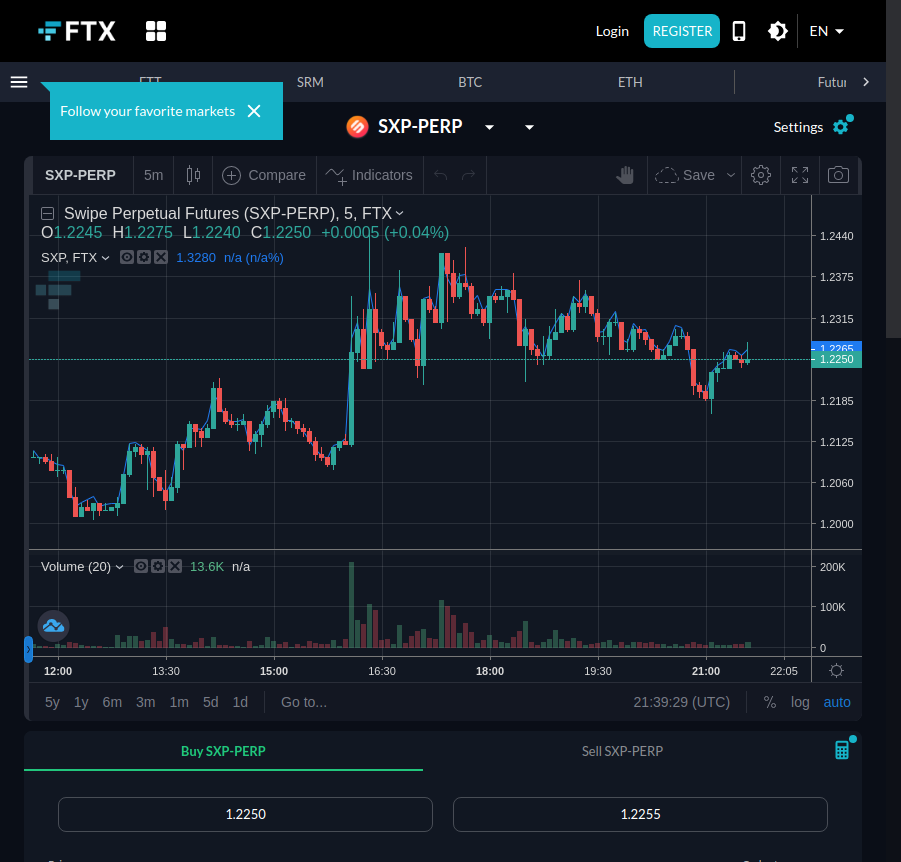 FTX
Login
REGISTER
EN
FTT
SRM
BTC
ETH
Futur
Follow your favorite markets
SXP-PERP
Settings
SXP-PERP
5m
Compare
Indicators
Save
Swipe Perpetual Futures (SXP-PERP), 5, FTX
O1.2245 H1.2275 L1.2240 C1.2250 +0.0005 (+0.04%)
SXP, FTX
1.3280 n/a (n/a%)
1.2440
1.2375
1.2315
1.2265
1.2250
1.2185
1.2125
1.2060
1.2000
Volume (20)
13.6K n/a
200K
100K
0
12:00
13:30
15:00
16:30
18:00
19:30
21:00
22:05
5y
1y
6m
3m
1m
5d
1d
Go to...
21:39:29 (UTC)
%
log
auto
Buy SXP-PERP
Sell SXP-PERP
1.2250
1.2255